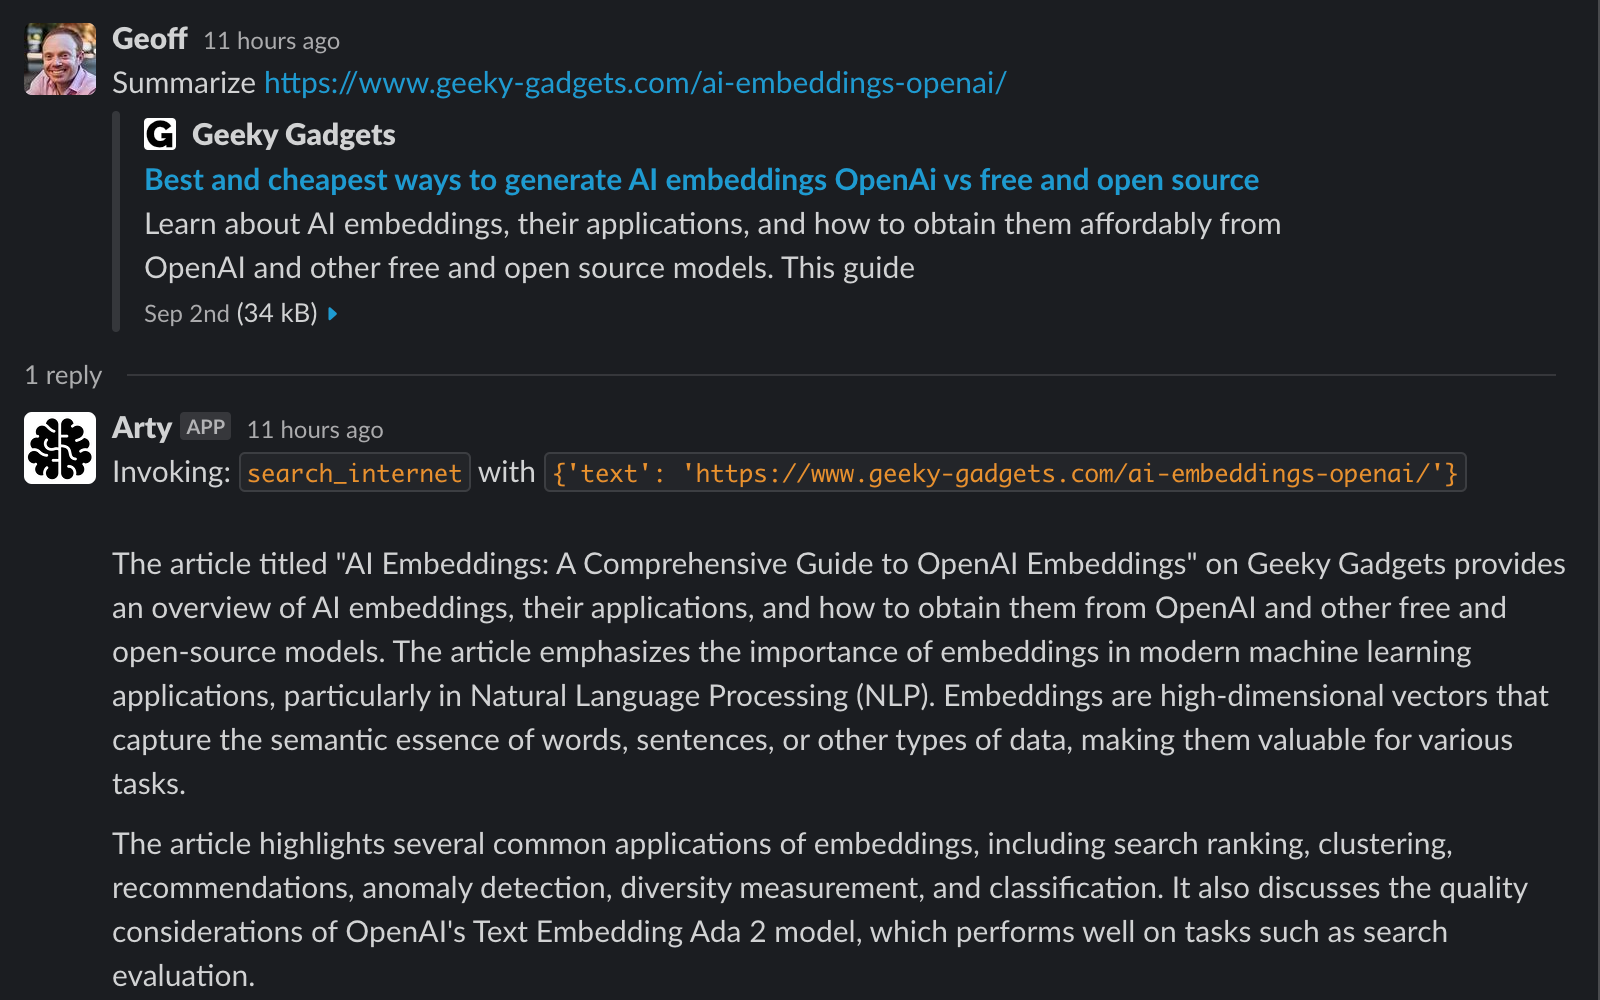 Geoff 11 hours ago
Summarize https://www.geeky-gadgets.com/ai-embeddings-openai/
G Geeky Gadgets
Best and cheapest ways to generate AI embeddings OpenAi vs free and open source
Learn about AI embeddings, their applications, and how to obtain them affordably from
OpenAI and other free and open source models. This guide
Sep 2nd (34 kB)
1 reply
Arty APP 11 hours ago
Invoking: search_internet with {'text': 'https://www.geeky-gadgets.com/ai-embeddings-openai/'}
The article titled "AI Embeddings: A Comprehensive Guide to OpenAI Embeddings" on Geeky Gadgets provides
an overview of AI embeddings, their applications, and how to obtain them from OpenAI and other free and
open-source models. The article emphasizes the importance of embeddings in modern machine learning
applications, particularly in Natural Language Processing (NLP). Embeddings are high-dimensional vectors that
capture the semantic essence of words, sentences, or other types of data, making them valuable for various
tasks.
The article highlights several common applications of embeddings, including search ranking, clustering,
recommendations, anomaly detection, diversity measurement, and classification. It also discusses the quality
considerations of OpenAI's Text Embedding Ada 2 model, which performs well on tasks such as search
evaluation.